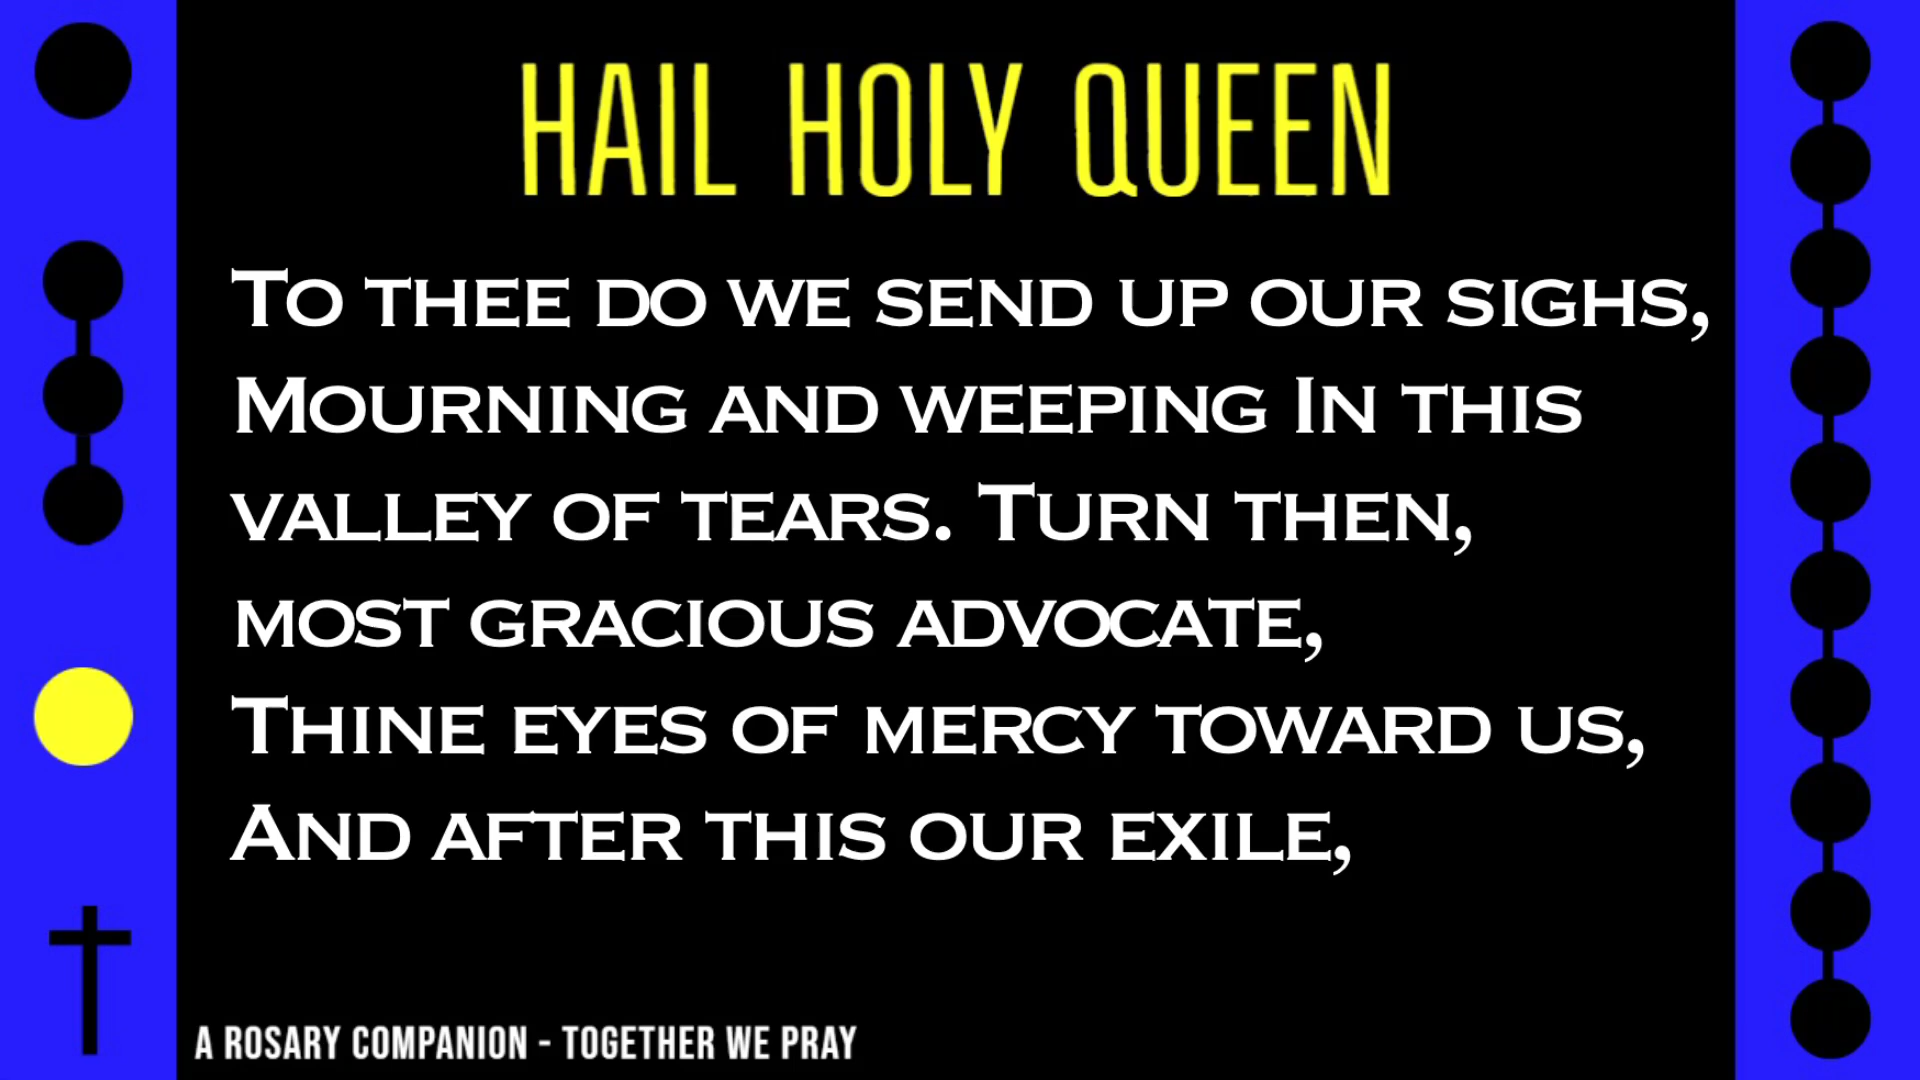 HAIL HOLY QUEEN
To thee do we send up our sighs,
Mourning and weeping In this
valley of tears. Turn then,
most gracious advocate,
Thine eyes of mercy toward us,
And after this our exile,
A ROSARY COMPANION - TOGETHER WE PRAY